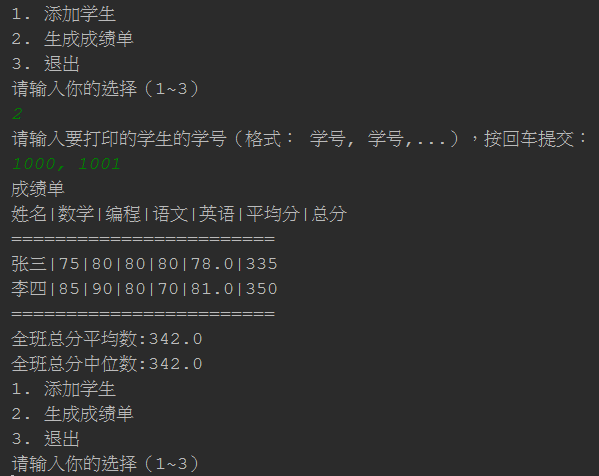 1. 添加学生
2. 生成成绩单
3. 退出
请输入你的选择（1~3）
2
请输入要打印的学生的学号（格式： 学号, 学号,...），按回车提交：
1000, 1001
成绩单
姓名|数学|编程|语文|英语|平均分|总分
========================
张三|75|80|80|80|78.0|335
李四|85|90|80|70|81.0|350
========================
全班总分平均数:342.0
全班总分中位数:342.0
1. 添加学生
2. 生成成绩单
3. 退出
请输入你的选择（1~3）